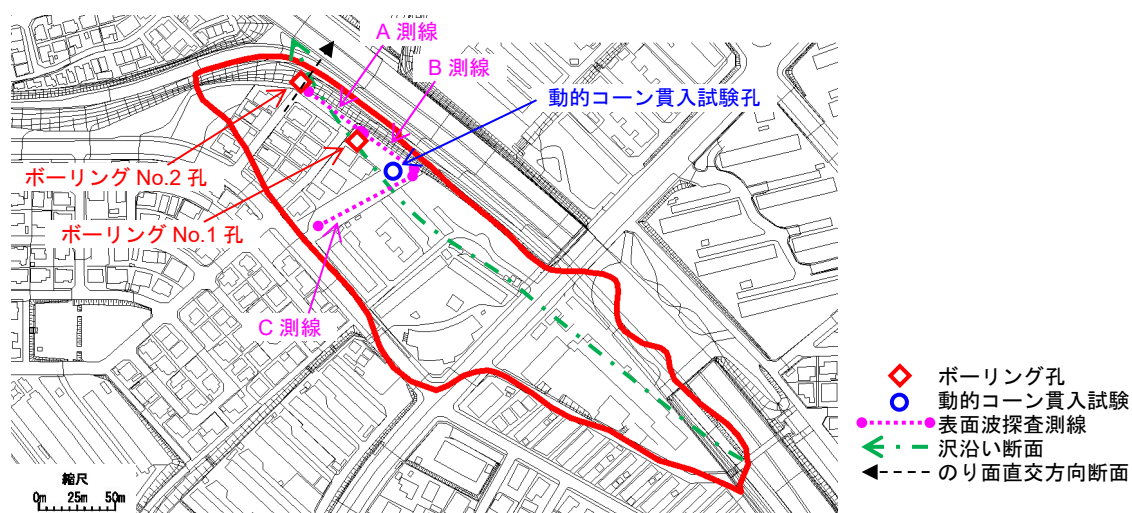 A 測線
B 測線
動的コーン貫入試験孔
ボーリング No.2 孔
ボーリング No.1 孔
C 測線
縮尺
0m 25m 50m
ボーリング孔
動的コーン貫入試験
表面波探査測線
沢沿い断面
のり面直交方向断面